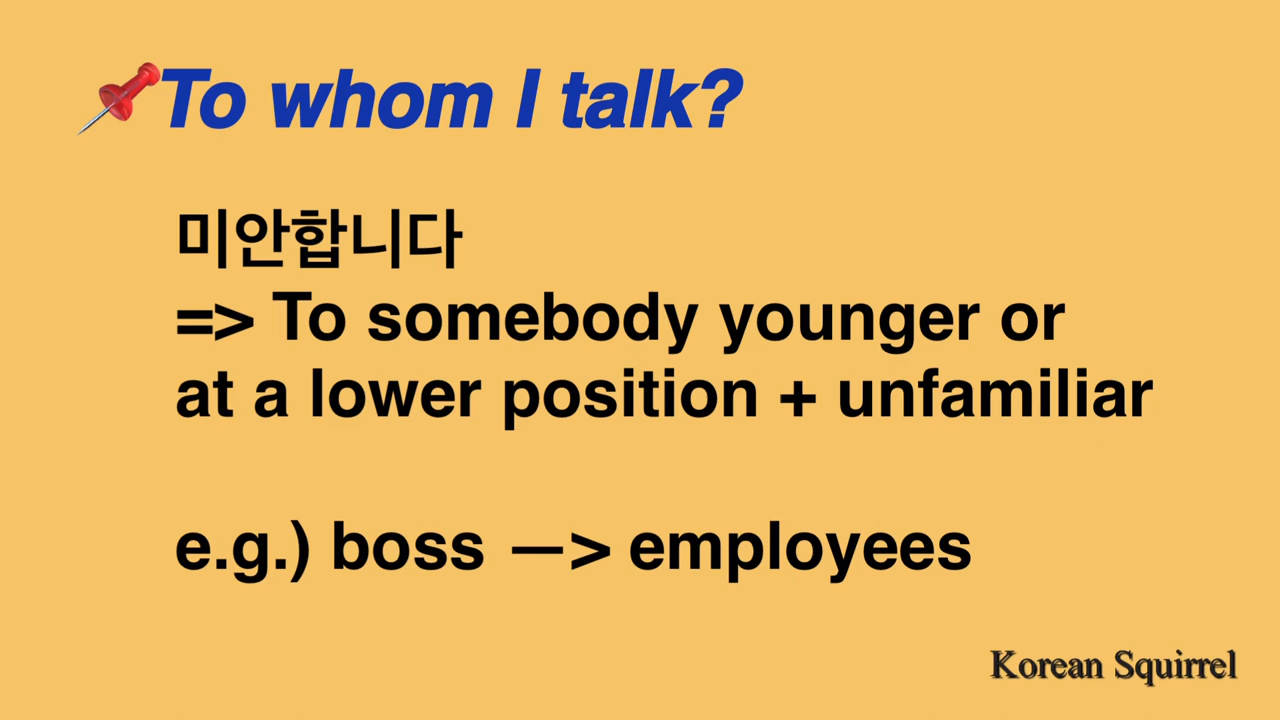 To whom I talk?
미안합니다
=> To somebody younger or
at a lower position + unfamiliar
e.g.) boss —> employees
Korean Squirrel